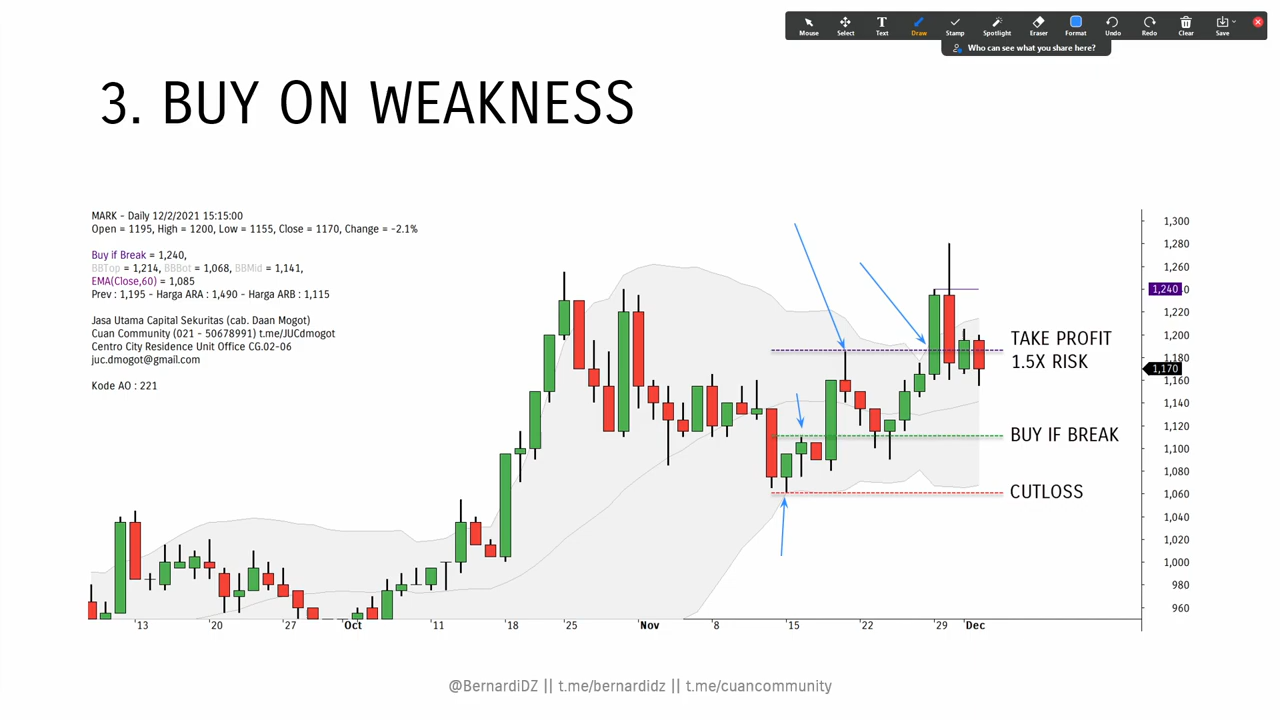 Mouse Select Text Draw Stamp Spotlight Eraser Format Undo Redo Clear Save
Who can see what you share here?
3. BUY ON WEAKNESS
MARK - Daily 12/2/2021 15:15:00
Open = 1195, High = 1200, Low = 1155, Close = 1170, Change = -2.1%
Buy if Break = 1,240,
BBTop = 1,214, BBBot = 1,068, BBMid = 1,141,
EMA(Close,60) = 1,085
Prev : 1,195 - Harga ARA : 1,490 - Harga ARB : 1,115
Jasa Utama Capital Sekuritas (cab. Daan Mogot)
Cuan Community (021 - 50678991) t.me/JUCdmogot
Centro City Residence Unit Office CG.02-06
juc.dmogot@gmail.com
Kode AO : 221
TAKE PROFIT
1.5X RISK
BUY IF BREAK
CUTLOSS
1,300
1,280
1,260
1,240
1,220
1,200
1,180
1,170
1,160
1,140
1,120
1,100
1,080
1,060
1,040
1,020
1,000
980
960
13 20 27 Oct 11 18 25 Nov 8 15 22 29 Dec
@BernardiDZ || t.me/bernardidz || t.me/cuancommunity